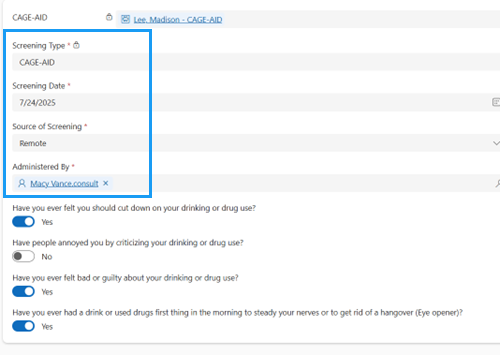 CAGE-AID Lee, Madison - CAGE-AID
Screening Type *
CAGE-AID
Screening Date *
7/24/2025
Source of Screening *
Remote
Administered By *
Macy Vance.consult ×
Have you ever felt you should cut down on your drinking or drug use?
Yes
Have people annoyed you by criticizing your drinking or drug use?
No
Have you ever felt bad or guilty about your drinking or drug use?
Yes
Have you ever had a drink or used drugs first thing in the morning to steady your nerves or to get rid of a hangover (Eye opener)?
Yes